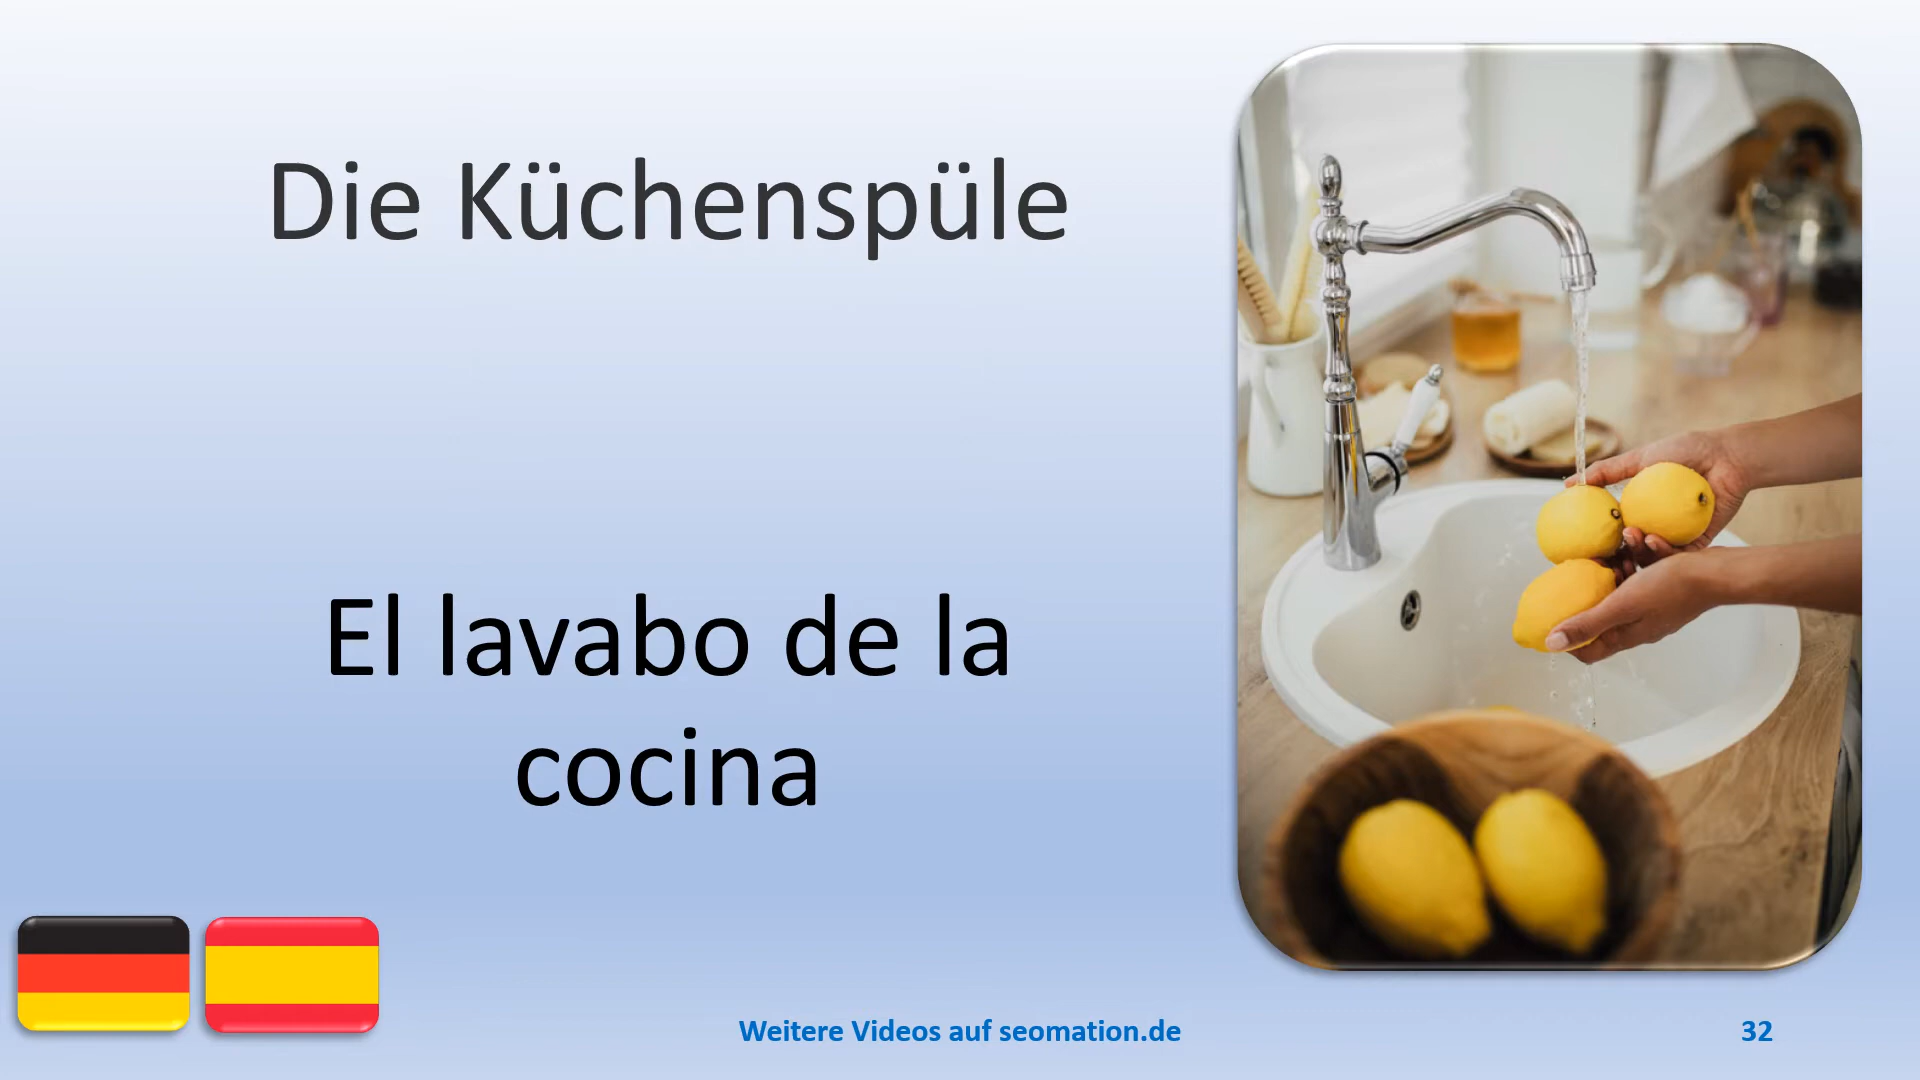 Die Küchenspüle
El lavabo de la
cocina
Weitere Videos auf seomation.de
32